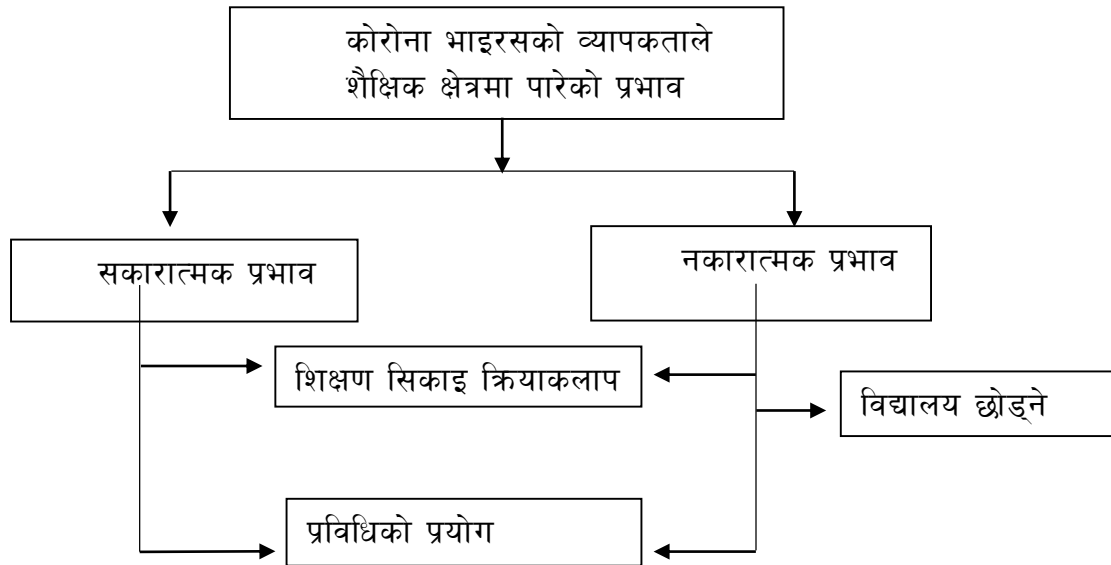 कोरोना भाइरसको व्यापकताले
शैक्षिक क्षेत्रमा पारेको प्रभाव
सकारात्मक प्रभाव
नकारात्मक प्रभाव
शिक्षण सिकाइ क्रियाकलाप
विद्यालय छोड्ने
प्रविधिको प्रयोग